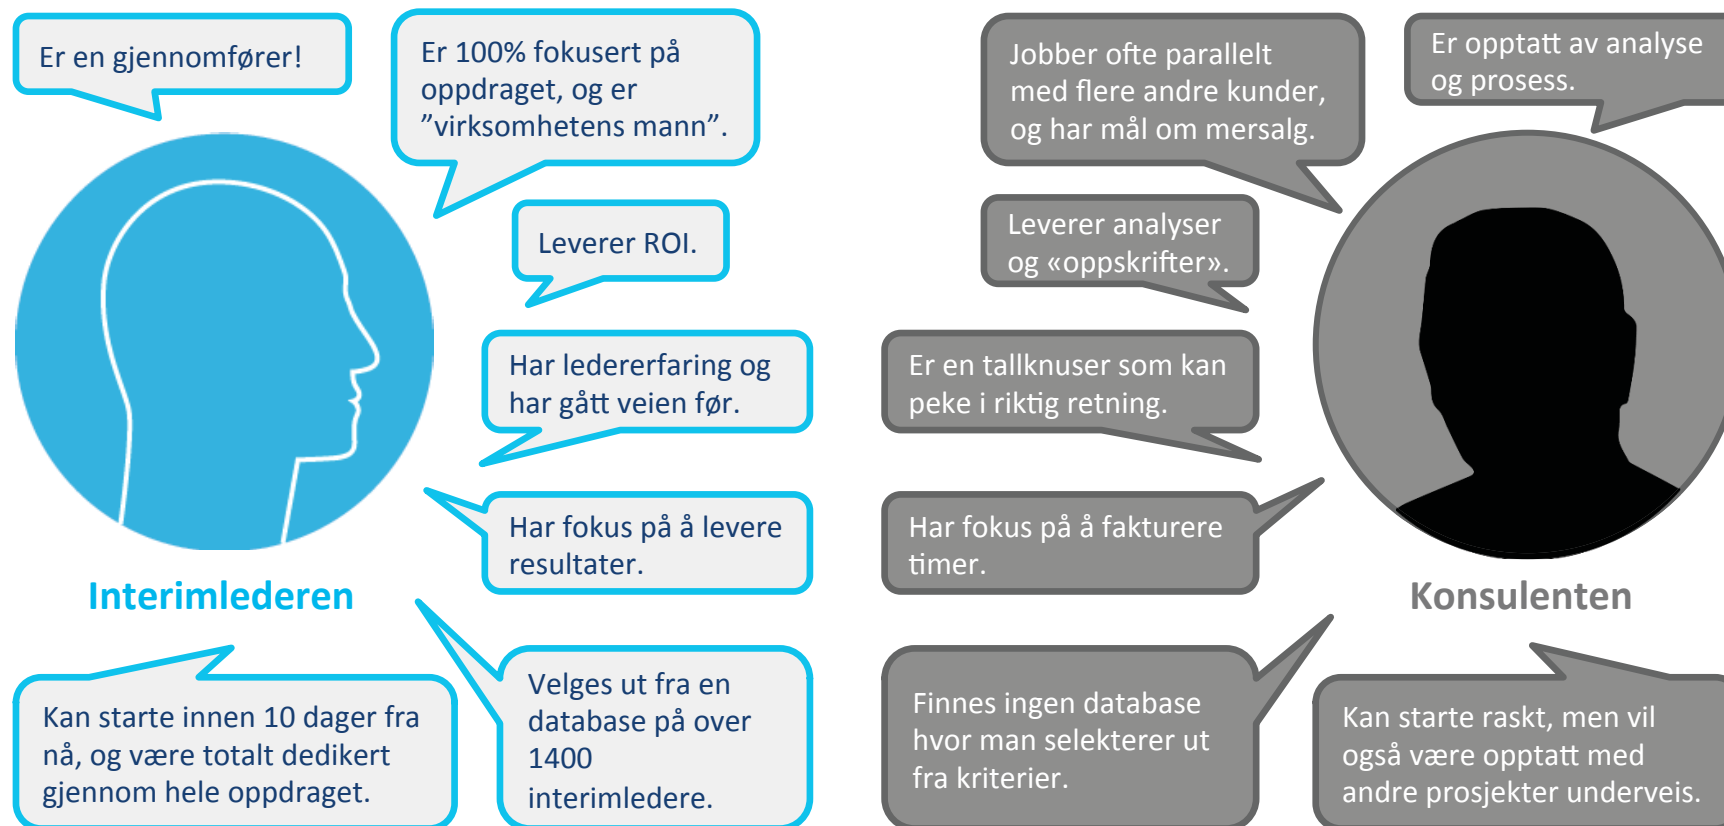 Er en gjennomfører!
Er 100% fokusert på
oppdraget, og er
”virksomhetens mann”.
Leverer ROI.
Har ledererfaring og
har gått veien før.
Har fokus på å levere
resultater.
Interimlederen
Kan starte innen 10 dager fra
nå, og være totalt dedikert
gjennom hele oppdraget.
Velges ut fra en
database på over
1400
interimledere.
Jobber ofte parallelt
med flere andre kunder,
og har mål om mersalg.
Er opptatt av analyse
og prosess.
Leverer analyser
og «oppskrifter».
Er en tallknuser som kan
peke i riktig retning.
Har fokus på å fakturere
timer.
Konsulenten
Finnes ingen database
hvor man selekterer ut
fra kriterier.
Kan starte raskt, men vil
også være opptatt med
andre prosjekter underveis.